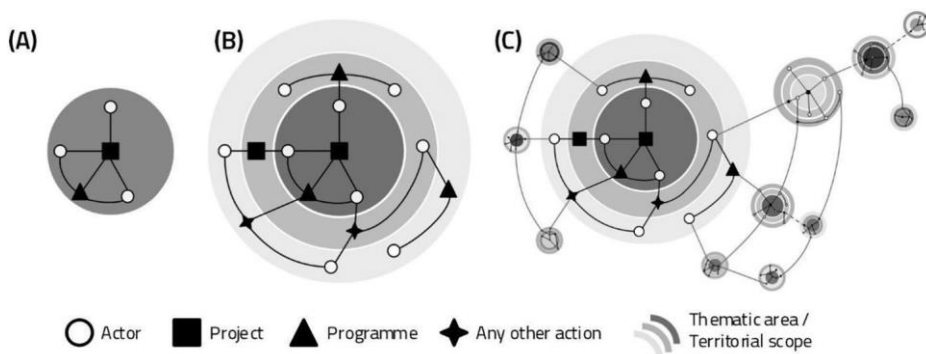 (A)
(B)
(C)
Actor
Project
Programme
Any other action
Thematic area /
Territorial scope